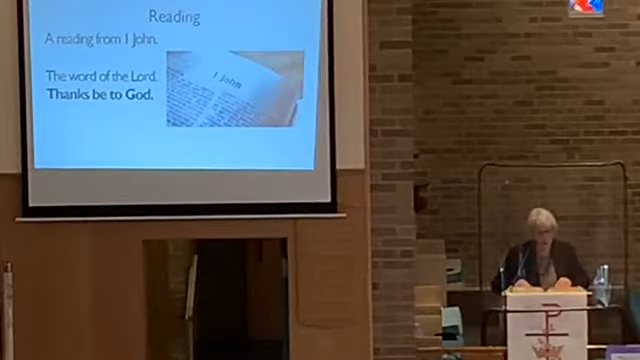 Reading
A reading from 1 John.
The word of the Lord.
Thanks be to God.
1 John